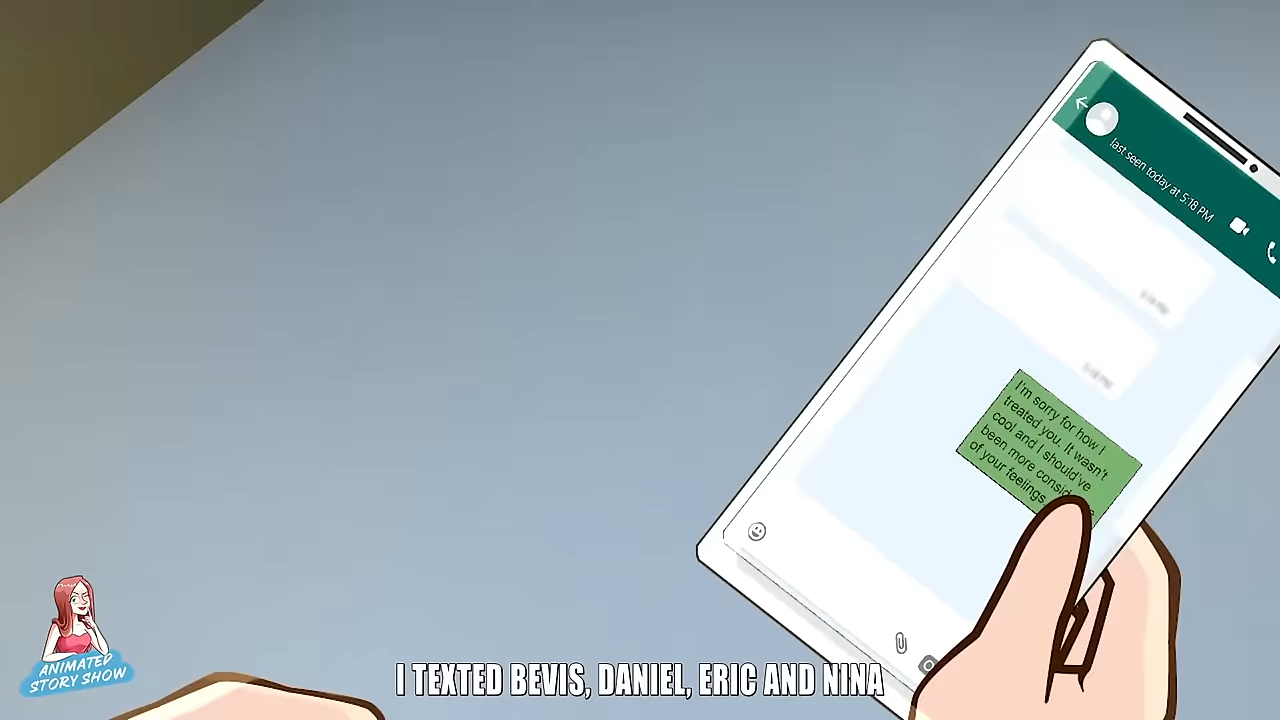 last seen today at 5:18 PM
I'm sorry for how I
treated you. It wasn't
cool and I should've
been more
of your feelings
ANIMATED
STORY SHOW
I TEXTED BEVIS, DANIEL, ERIC AND NINA